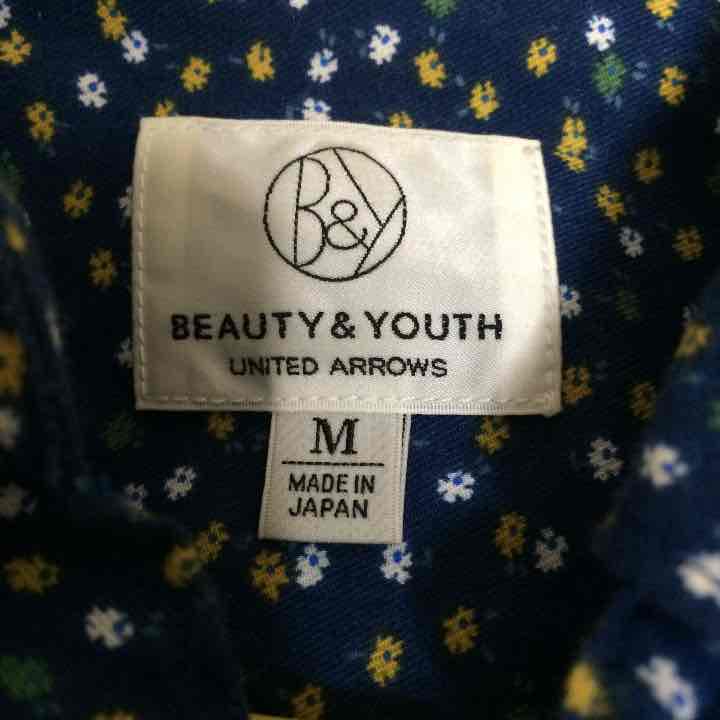 B&Y
BEAUTY & YOUTH
UNITED ARROWS
M
MADE IN
JAPAN